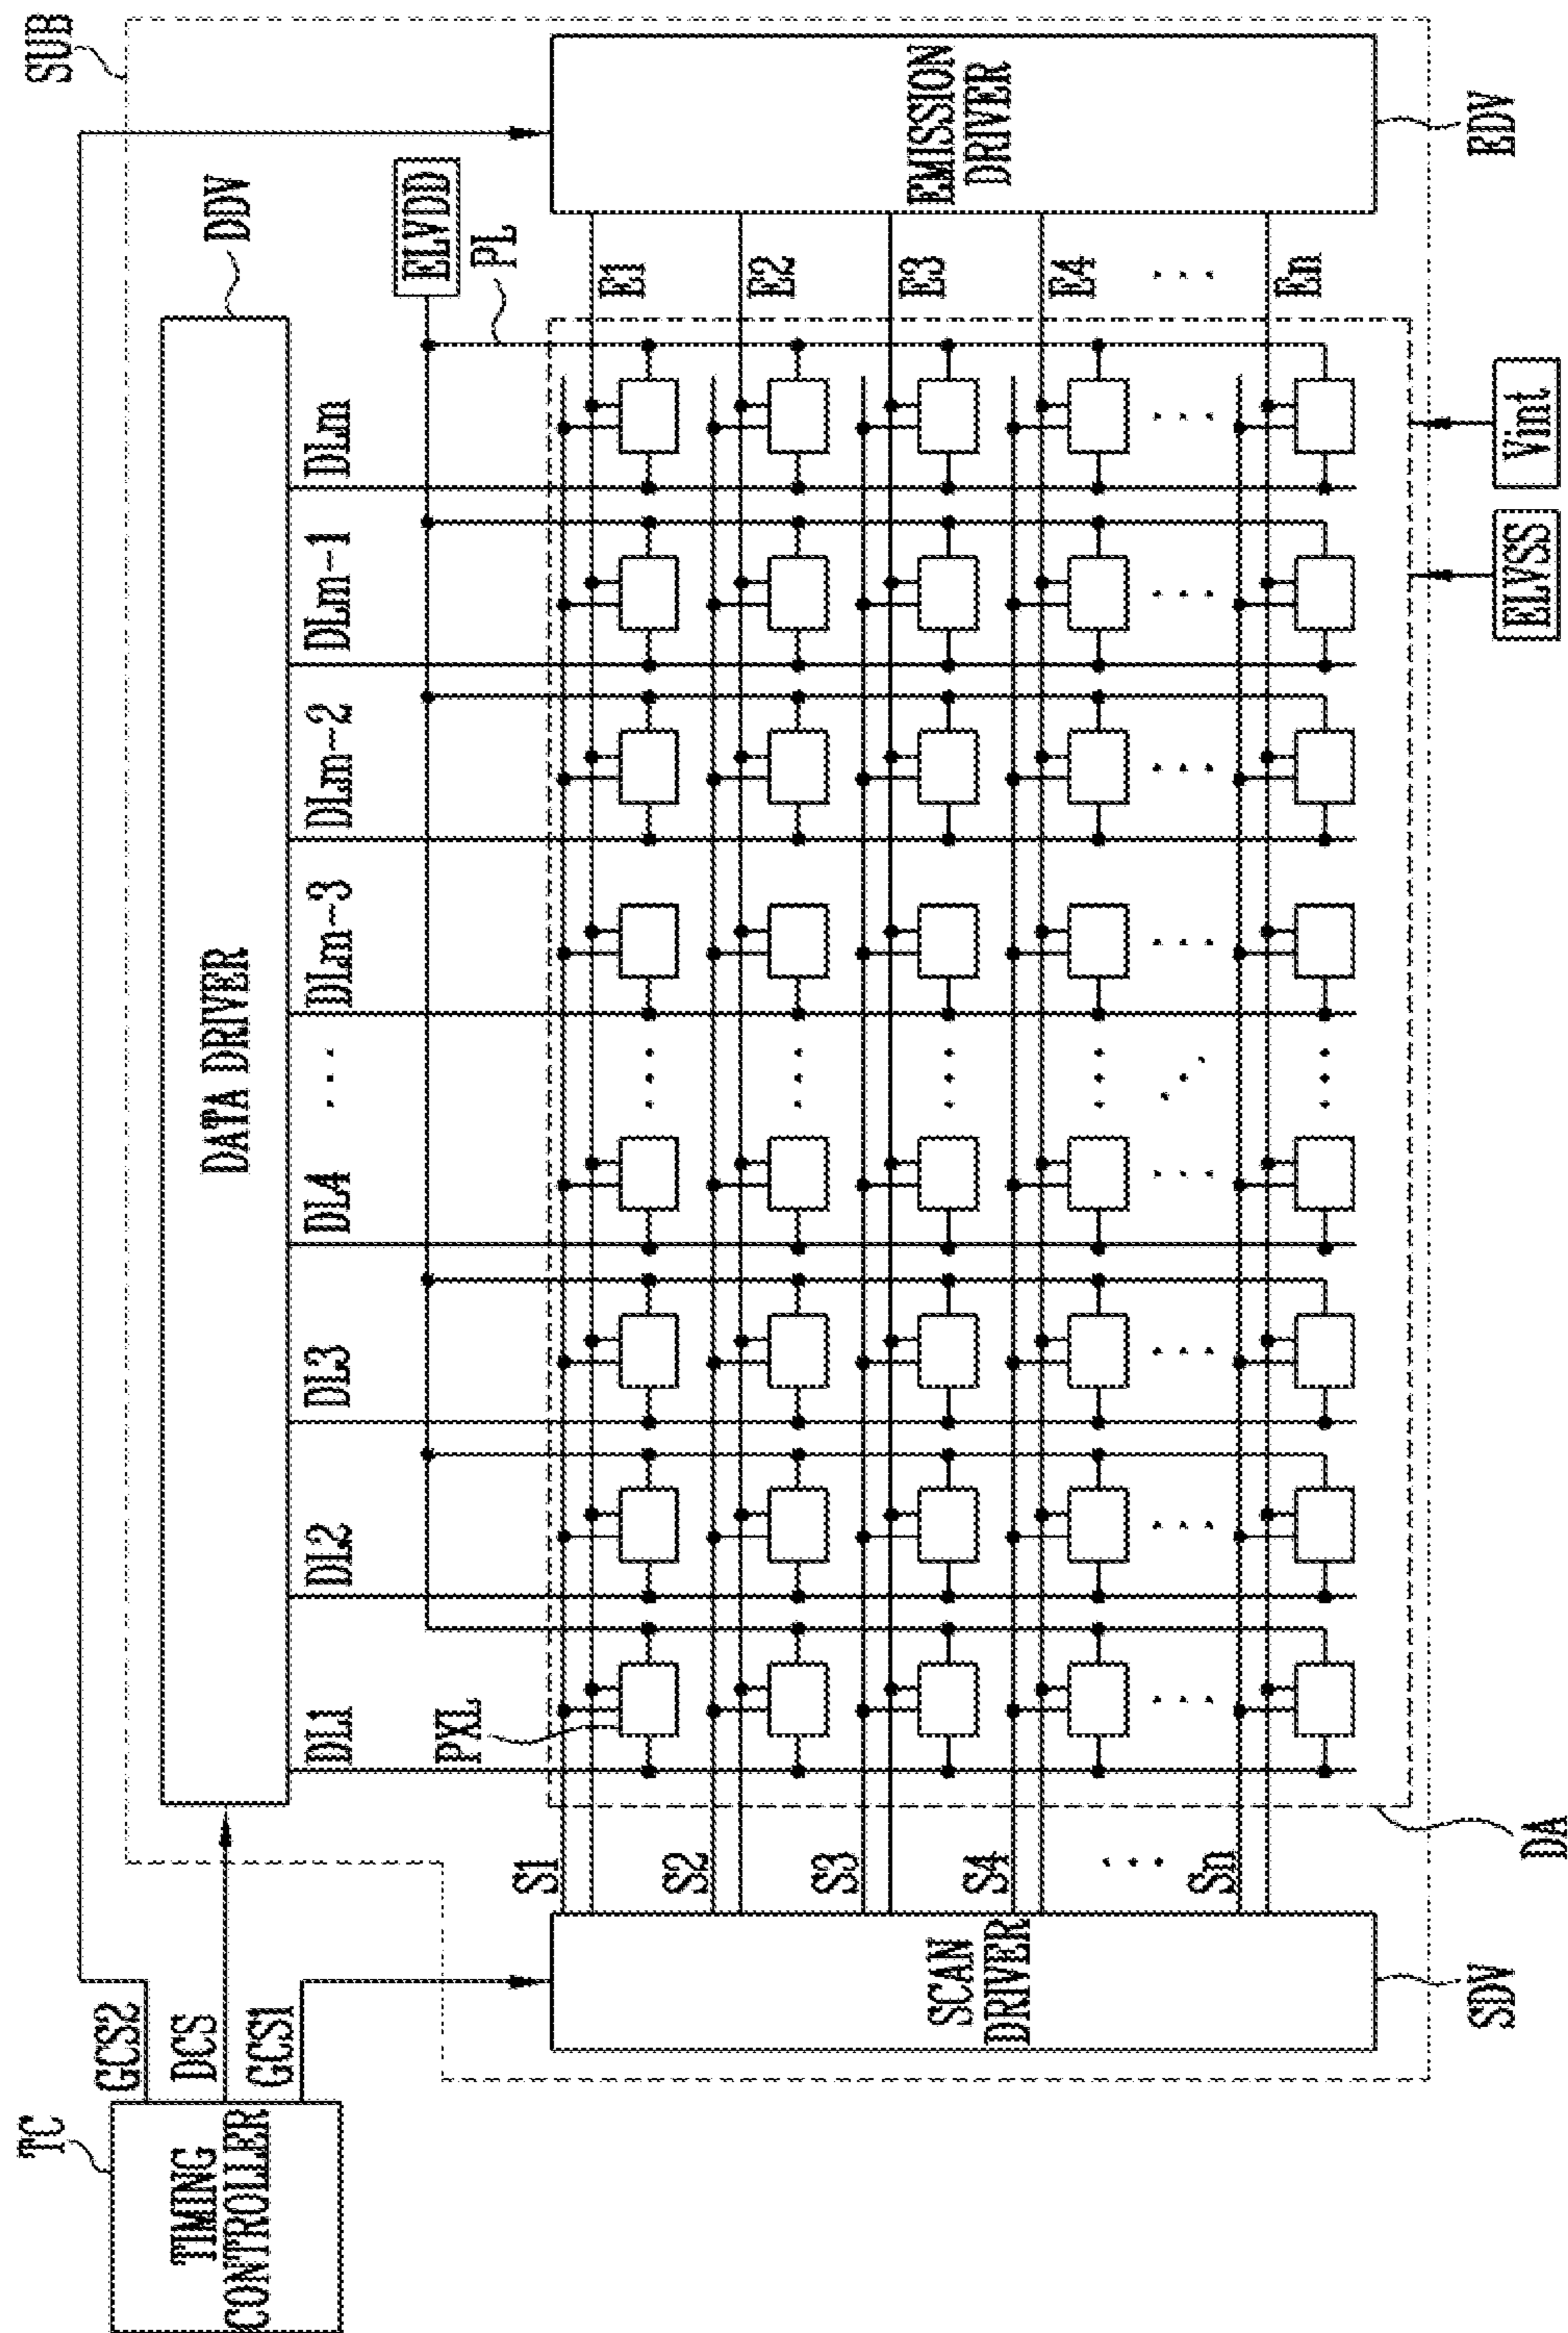 TC
TIMING
CONTROLLER
GCS2
DCS
GCS1
SUB
DATA DRIVER
DDV
DL1
DL2
DL3
DL4
. . .
DLm-3
DLm-2
DLm-1
DLm
ELVDD
PL
PXL
S1
S2
S3
S4
. . .
Sn
E1
E2
E3
E4
. . .
En
SCAN
DRIVER
SDV
EMISSION
DRIVER
EDV
DA
ELVSS
Vint